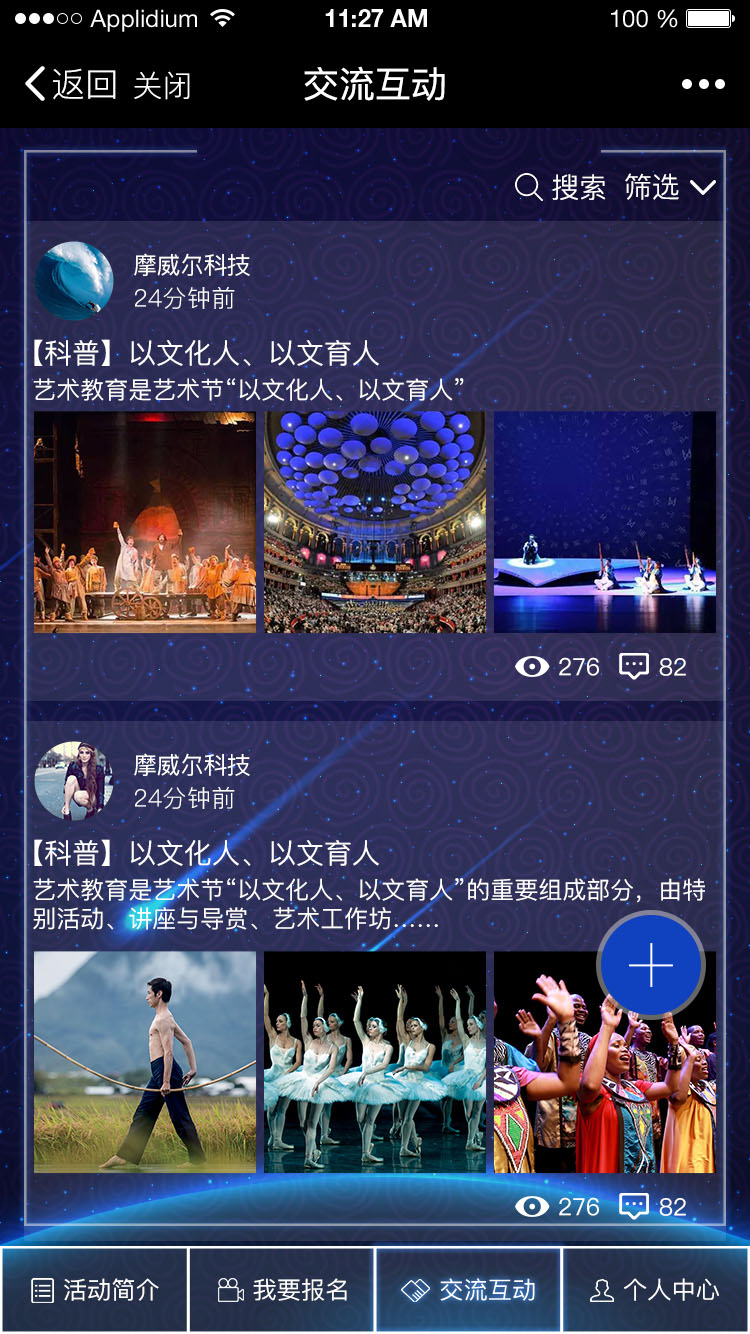 Applidium 11:27 AM 100 %
返回 关闭 交流互动
搜索 筛选
摩威尔科技
24分钟前
【科普】以文化人、以文育人
艺术教育是艺术节“以文化人、以文育人”
276 82
摩威尔科技
24分钟前
【科普】以文化人、以文育人
艺术教育是艺术节“以文化人、以文育人”的重要组成部分，由特
别活动、讲座与导赏、艺术工作坊……
276 82
活动简介 我要报名 交流互动 个人中心